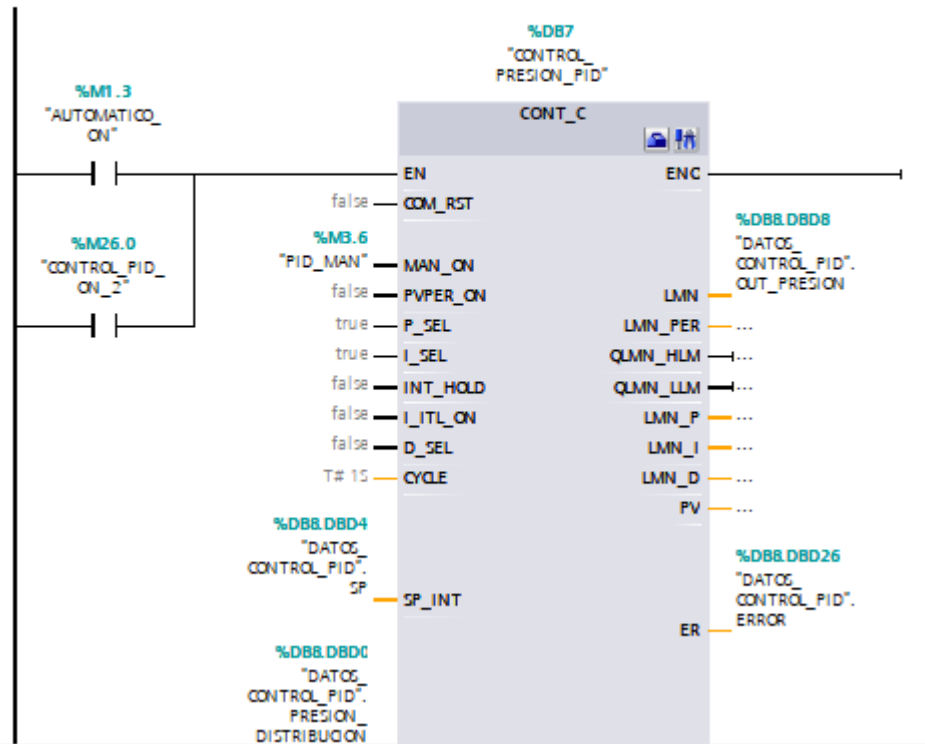 %DB7
"CONTROL_
PRESION_PID"
%M1.3
"AUTOMATICO_
ON"
CONT_C
EN
ENO
false
COM_RST
%M26.0
"CONTROL_PID_
ON_2"
%M3.6
"PID_MAN"
MAN_ON
%DB8.DBD8
"DATOS_
CONTROL_PID".
OUT_PRESION
false
PVPER_ON
LMN
true
P_SEL
LMN_PER
...
true
I_SEL
QLMN_HLM
...
false
INT_HOLD
QLMN_LLM
...
false
I_ITL_ON
LMN_P
...
false
D_SEL
LMN_I
...
T# 1S
CYCLE
LMN_D
...
PV
...
%DB8.DBD4
"DATOS_
CONTROL_PID".
SP
SP_INT
%DB8.DBD26
"DATOS_
CONTROL_PID".
ERROR
ER
%DB8.DBD0
"DATOS_
CONTROL_PID".
PRESION_
DISTRIBUCION